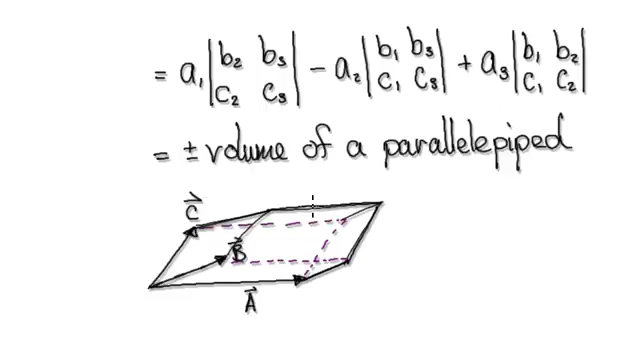 = a₁ |b₂ b₃; c₂ c₃| - a₂ |b₁ b₃; c₁ c₃| + a₃ |b₁ b₂; c₁ c₂|
= ± volume of a parallelepiped
C⃗
B⃗
A⃗